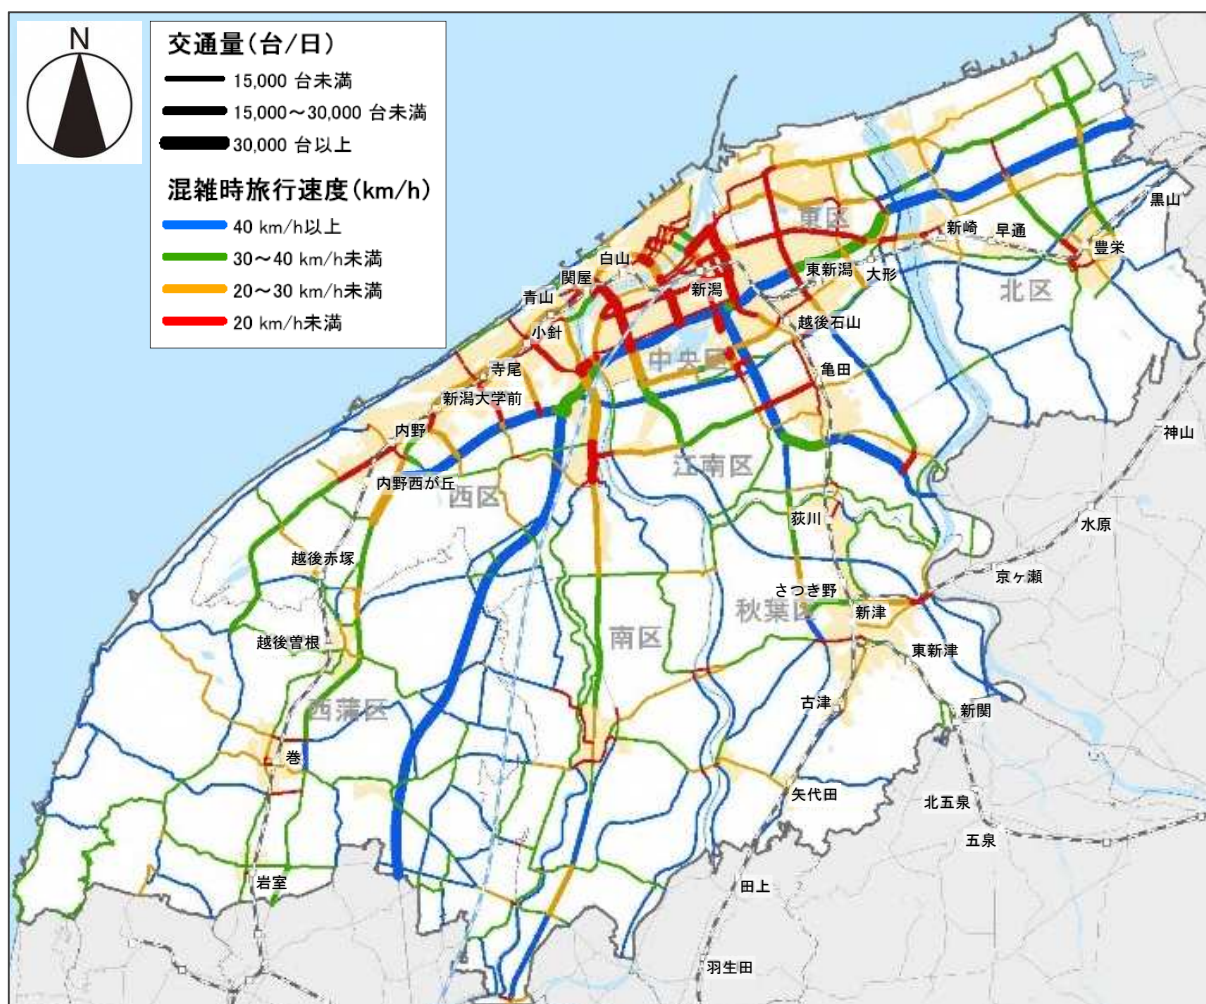 N
交通量(台/日)
15,000 台未満
15,000～30,000 台未満
30,000 台以上
混雑時旅行速度(km/h)
40 km/h以上
30～40 km/h未満
20～30 km/h未満
20 km/h未満
黒山
東区
新崎
早通
豊栄
白山
関屋
東新潟
大形
新潟
北区
青山
小針
越後石山
中央区
寺尾
亀田
新潟大学前
内野
神山
江南区
内野西が丘
西区
荻川
水原
越後赤塚
京ヶ瀬
さつき野
秋葉区
新津
南区
越後曽根
東新津
西蒲区
古津
新関
巻
矢代田
北五泉
五泉
岩室
田上
羽生田